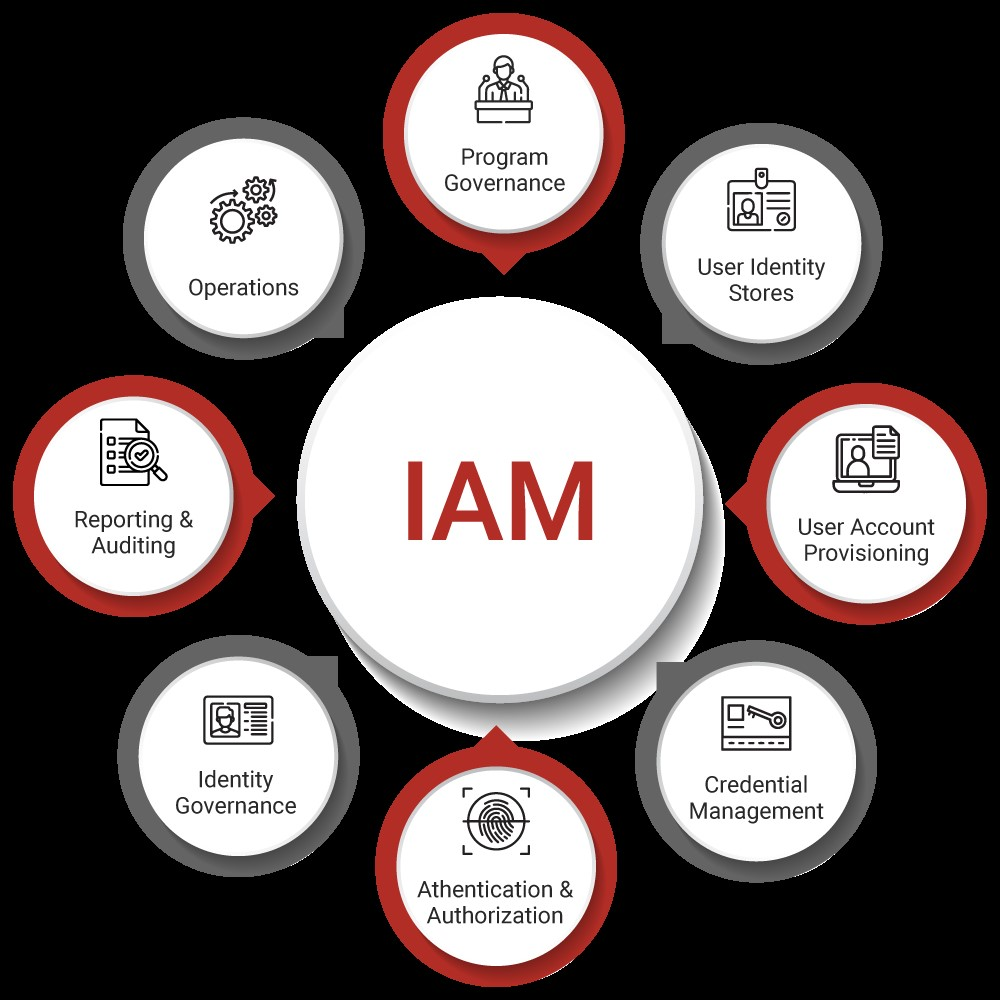 Program
Governance
User Identity
Stores
User Account
Provisioning
Credential
Management
Athentication &
Authorization
Identity
Governance
Reporting &
Auditing
Operations
IAM